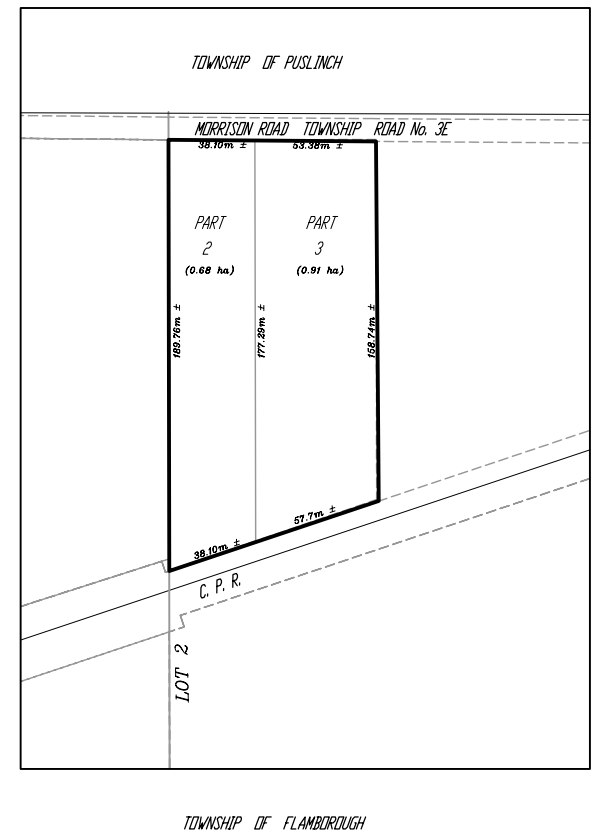 TOWNSHIP OF PUSLINCH
MORRISON ROAD TOWNSHIP ROAD No. 3E
38.10m ± 53.38m ±
PART PART
2 3
(0.68 ha) (0.91 ha)
189.76m ± 177.29m ± 158.74m ±
57.7m ±
38.10m ±
C. P. R.
LOT 2
TOWNSHIP OF FLAMBOROUGH